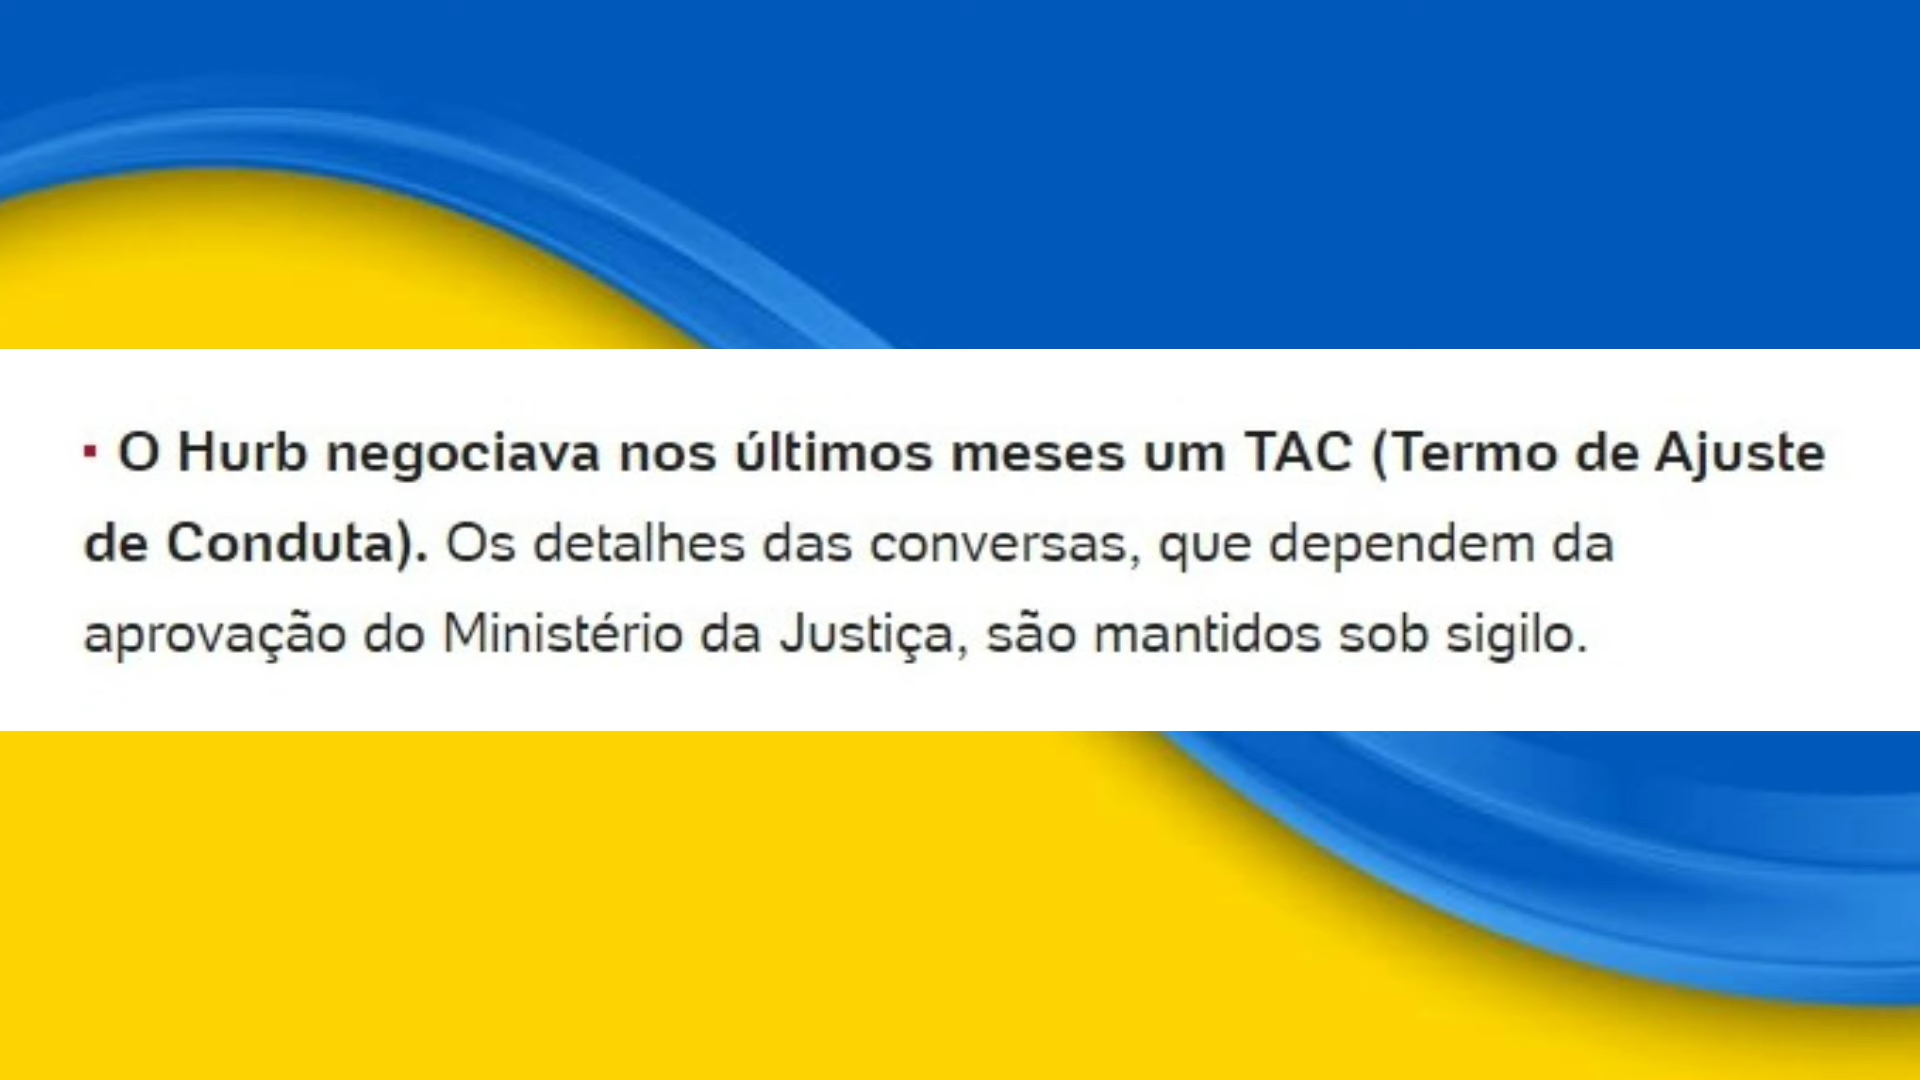 ▪ O Hurb negociava nos últimos meses um TAC (Termo de Ajuste
de Conduta). Os detalhes das conversas, que dependem da
aprovação do Ministério da Justiça, são mantidos sob sigilo.